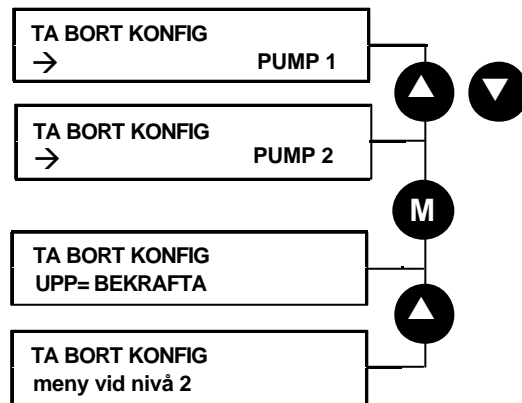 TA BORT KONFIG
→ PUMP 1
TA BORT KONFIG
→ PUMP 2
M
TA BORT KONFIG
UPP= BEKRAFTA
TA BORT KONFIG
meny vid nivå 2